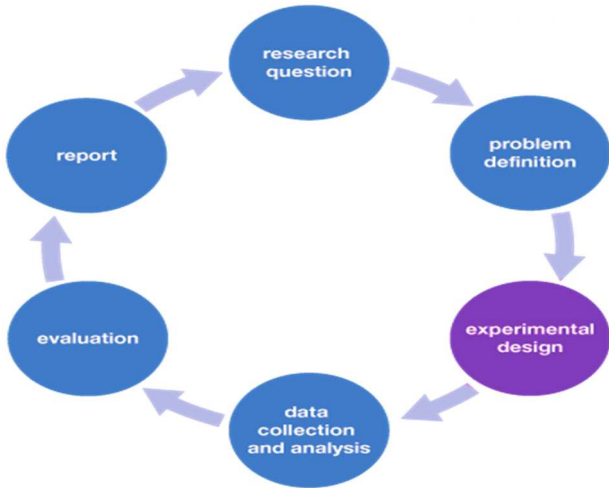 research
question
problem
definition
experimental
design
data
collection
and analysis
evaluation
report